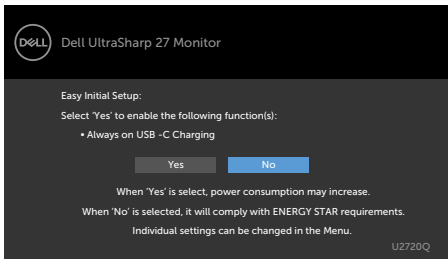 DELL Dell UltraSharp 27 Monitor
Easy Initial Setup:
Select 'Yes' to enable the following function(s):
• Always on USB -C Charging
Yes No
When 'Yes' is select, power consumption may increase.
When 'No' is selected, it will comply with ENERGY STAR requirements.
Individual settings can be changed in the Menu.
U2720Q